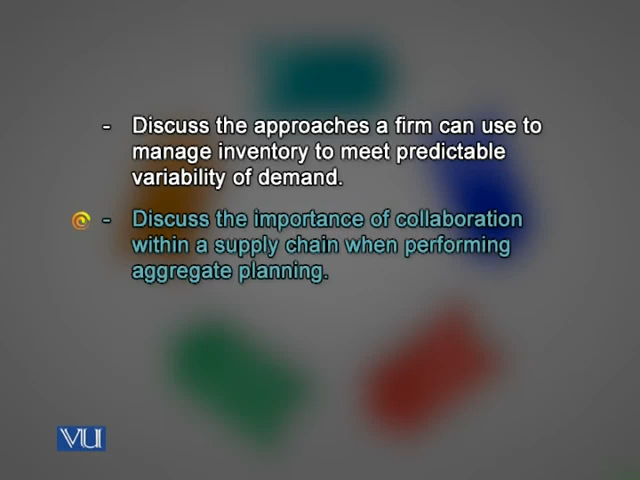 - Discuss the approaches a firm can use to
manage inventory to meet predictable
variability of demand.
- Discuss the importance of collaboration
within a supply chain when performing
aggregate planning.
VU